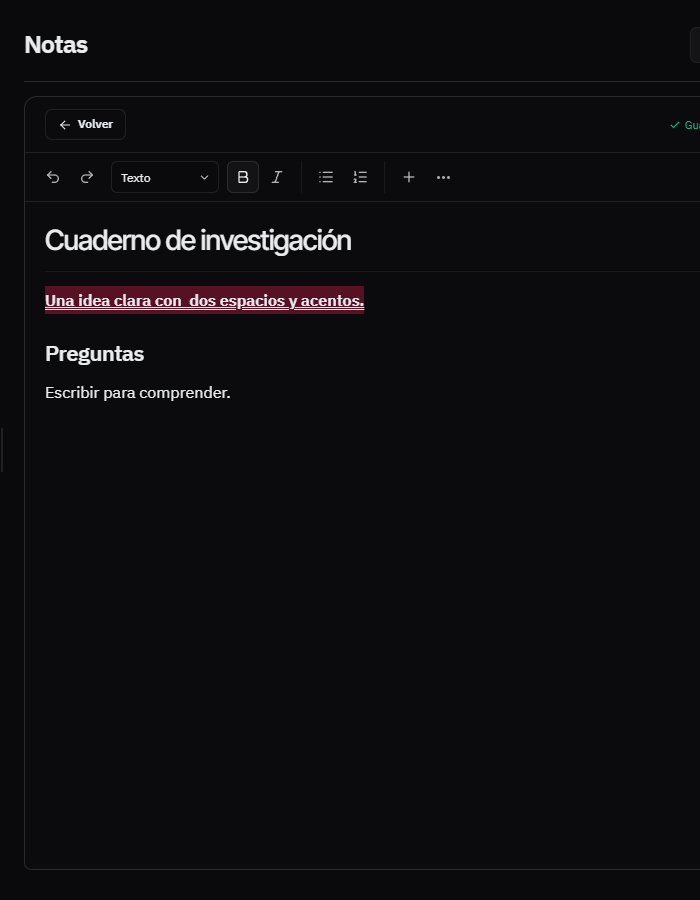 Notas
Volver
Texto
Cuaderno de investigación
Una idea clara con  dos espacios y acentos.
Preguntas
Escribir para comprender.